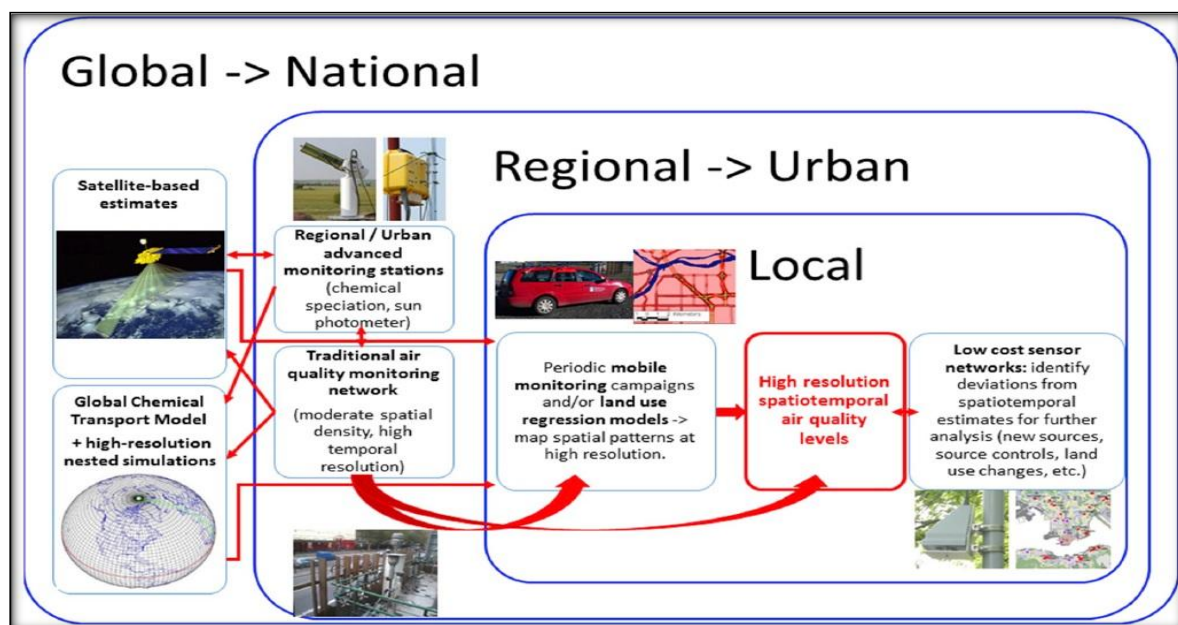 Global -> National
Regional -> Urban
Local
Satellite-based
estimates
Regional / Urban
advanced
monitoring stations
(chemical
speciation, sun
photometer)
Traditional air
quality monitoring
network
(moderate spatial
density, high
temporal
resolution)
Global Chemical
Transport Model
+ high-resolution
nested simulations
Periodic mobile
monitoring campaigns
and/or land use
regression models ->
map spatial patterns at
high resolution.
High resolution
spatiotemporal
air quality
levels
Low cost sensor
networks: identify
deviations from
spatiotemporal
estimates for further
analysis (new sources,
source controls, land
use changes, etc.)